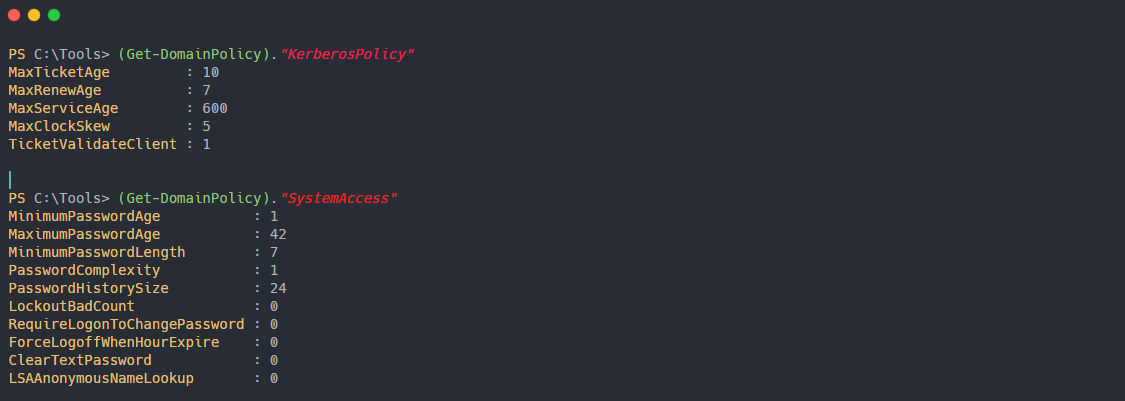 PS C:\Tools> (Get-DomainPolicy)."KerberosPolicy"
MaxTicketAge         : 10
MaxRenewAge          : 7
MaxServiceAge        : 600
MaxClockSkew         : 5
TicketValidateClient : 1
PS C:\Tools> (Get-DomainPolicy)."SystemAccess"
MinimumPasswordAge           : 1
MaximumPasswordAge           : 42
MinimumPasswordLength        : 7
PasswordComplexity           : 1
PasswordHistorySize          : 24
LockoutBadCount              : 0
RequireLogonToChangePassword : 0
ForceLogoffWhenHourExpire    : 0
ClearTextPassword            : 0
LSAAnonymousNameLookup       : 0